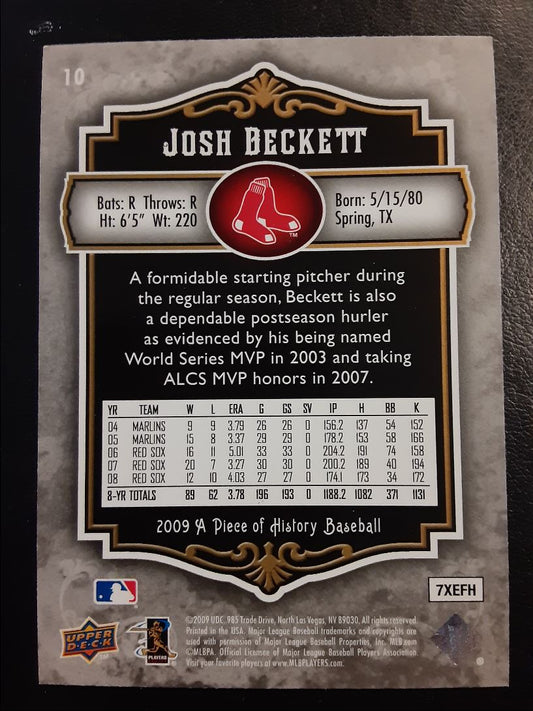 10
JOSH BECKETT
Bats: R Throws: R
Ht: 6'5" Wt: 220
Born: 5/15/80
Spring, TX
TM
A formidable starting pitcher during
the regular season, Beckett is also
a dependable postseason hurler
as evidenced by his being named
World Series MVP in 2003 and taking
ALCS MVP honors in 2007.
YR TEAM W L ERA G GS SV IP H BB K
04 MARLINS 9 9 3.79 26 26 0 156.2 137 54 152
05 MARLINS 15 8 3.37 29 29 0 178.2 153 58 166
06 RED SOX 16 11 5.01 33 33 0 204.2 191 74 158
07 RED SOX 20 7 3.27 30 30 0 200.2 189 40 194
08 RED SOX 12 10 4.03 27 27 0 174.1 173 34 172
8-YR TOTALS 89 62 3.78 196 193 0 1188.2 1082 371 1131
2009 A Piece of History Baseball
7XEFH
UPPER
D·E·C·K
TM
PLAYERS
©2009 UDC. 985 Trade Drive, North Las Vegas, NV 89030. All rights reserved.
Printed in the USA. Major League Baseball trademarks and copyrights are
used with permission of Major League Baseball Properties, Inc. MLB.com
©MLBPA. Official Licensee of Major League Baseball Players Association
Visit your favorite players at www.MLBPLAYERS.com